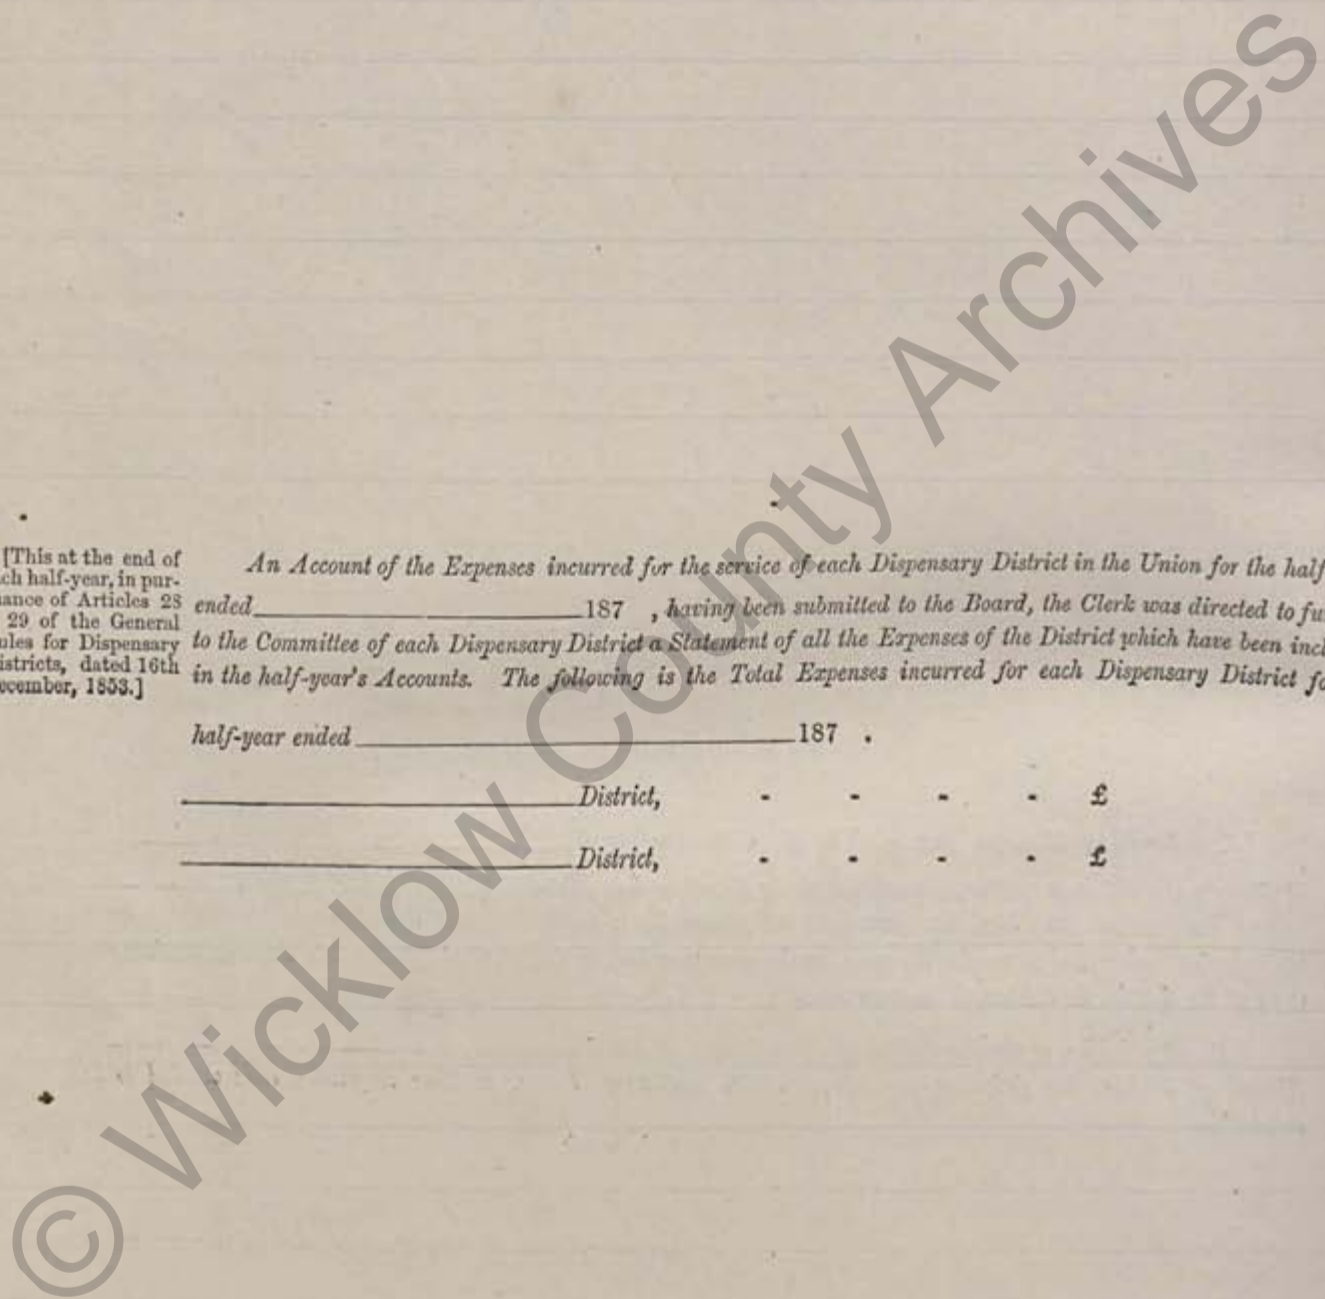 [This at the end of
ch half-year, in pur-
ance of Articles 28
29 of the General
ules for Dispensary
istricts, dated 16th
ecember, 1853.]
An Account of the Expenses incurred for the service of each Dispensary District in the Union for the half
ended 187 , having been submitted to the Board, the Clerk was directed to fu
to the Committee of each Dispensary District a Statement of all the Expenses of the District which have been incl
in the half-year's Accounts. The following is the Total Expenses incurred for each Dispensary District fo
half-year ended 187 .
District, - - - - £
District, - - - - £
© Wicklow County Archives